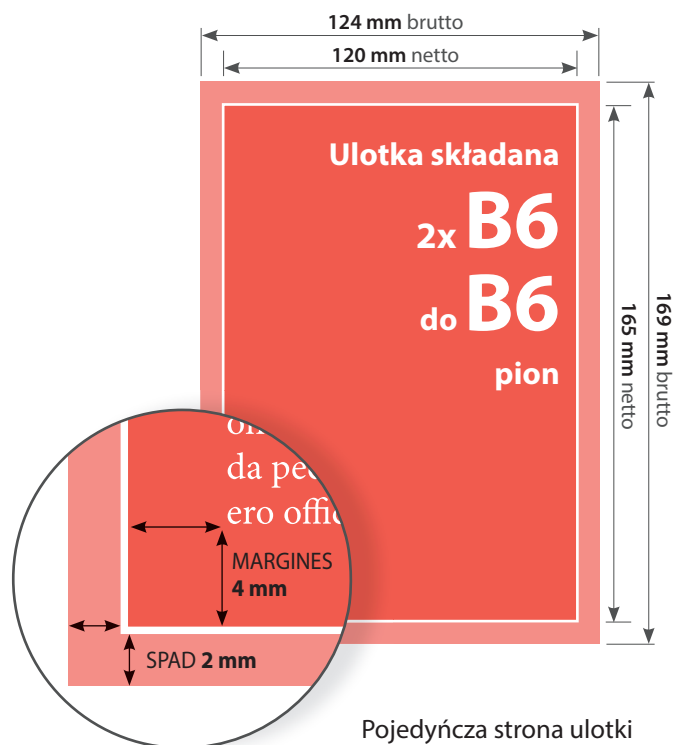 124 mm brutto
120 mm netto
Ulotka składana
2x B6
do B6
pion
165 mm netto
169 mm brutto
da pe
ero offic
MARGINES
4 mm
SPAD 2 mm
Pojedyńcza strona ulotki